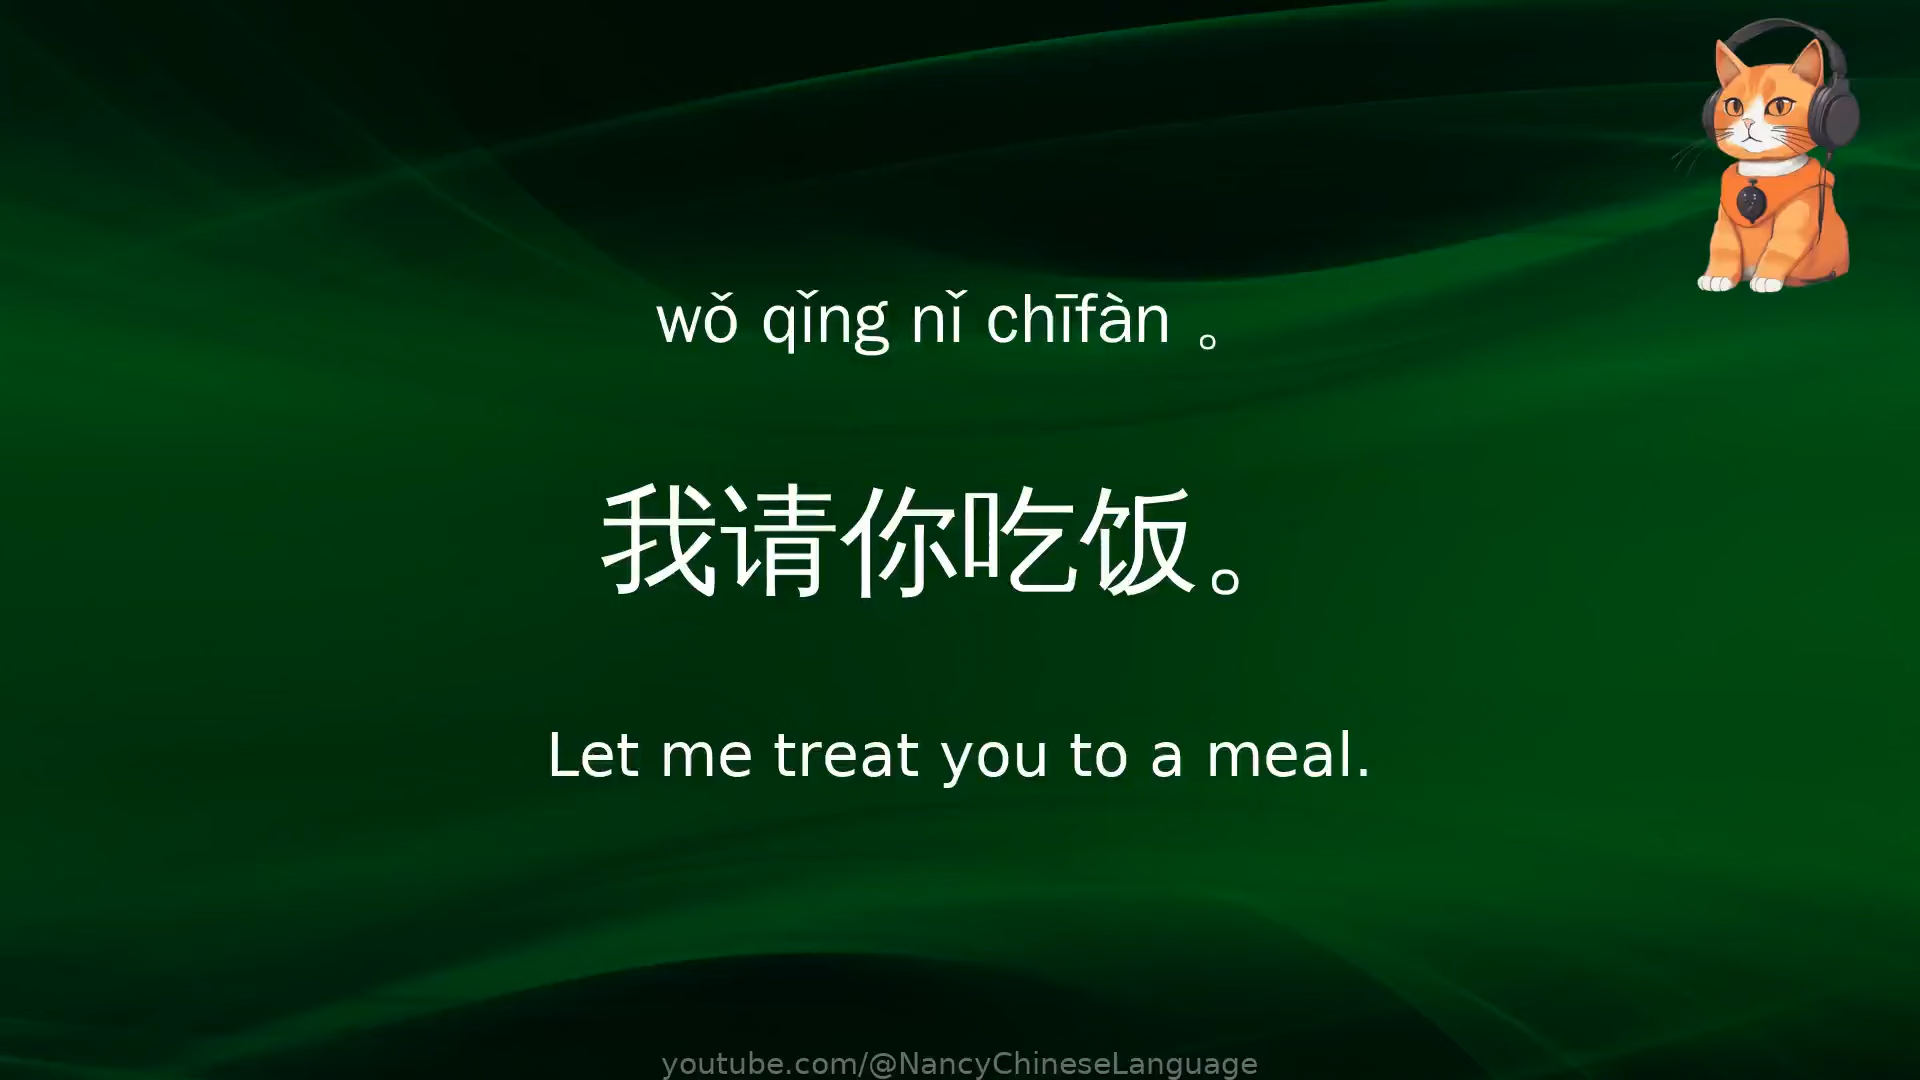 wǒ qǐng nǐ chīfàn 。
我请你吃饭。
Let me treat you to a meal.
youtube.com/@NancyChineseLanguage